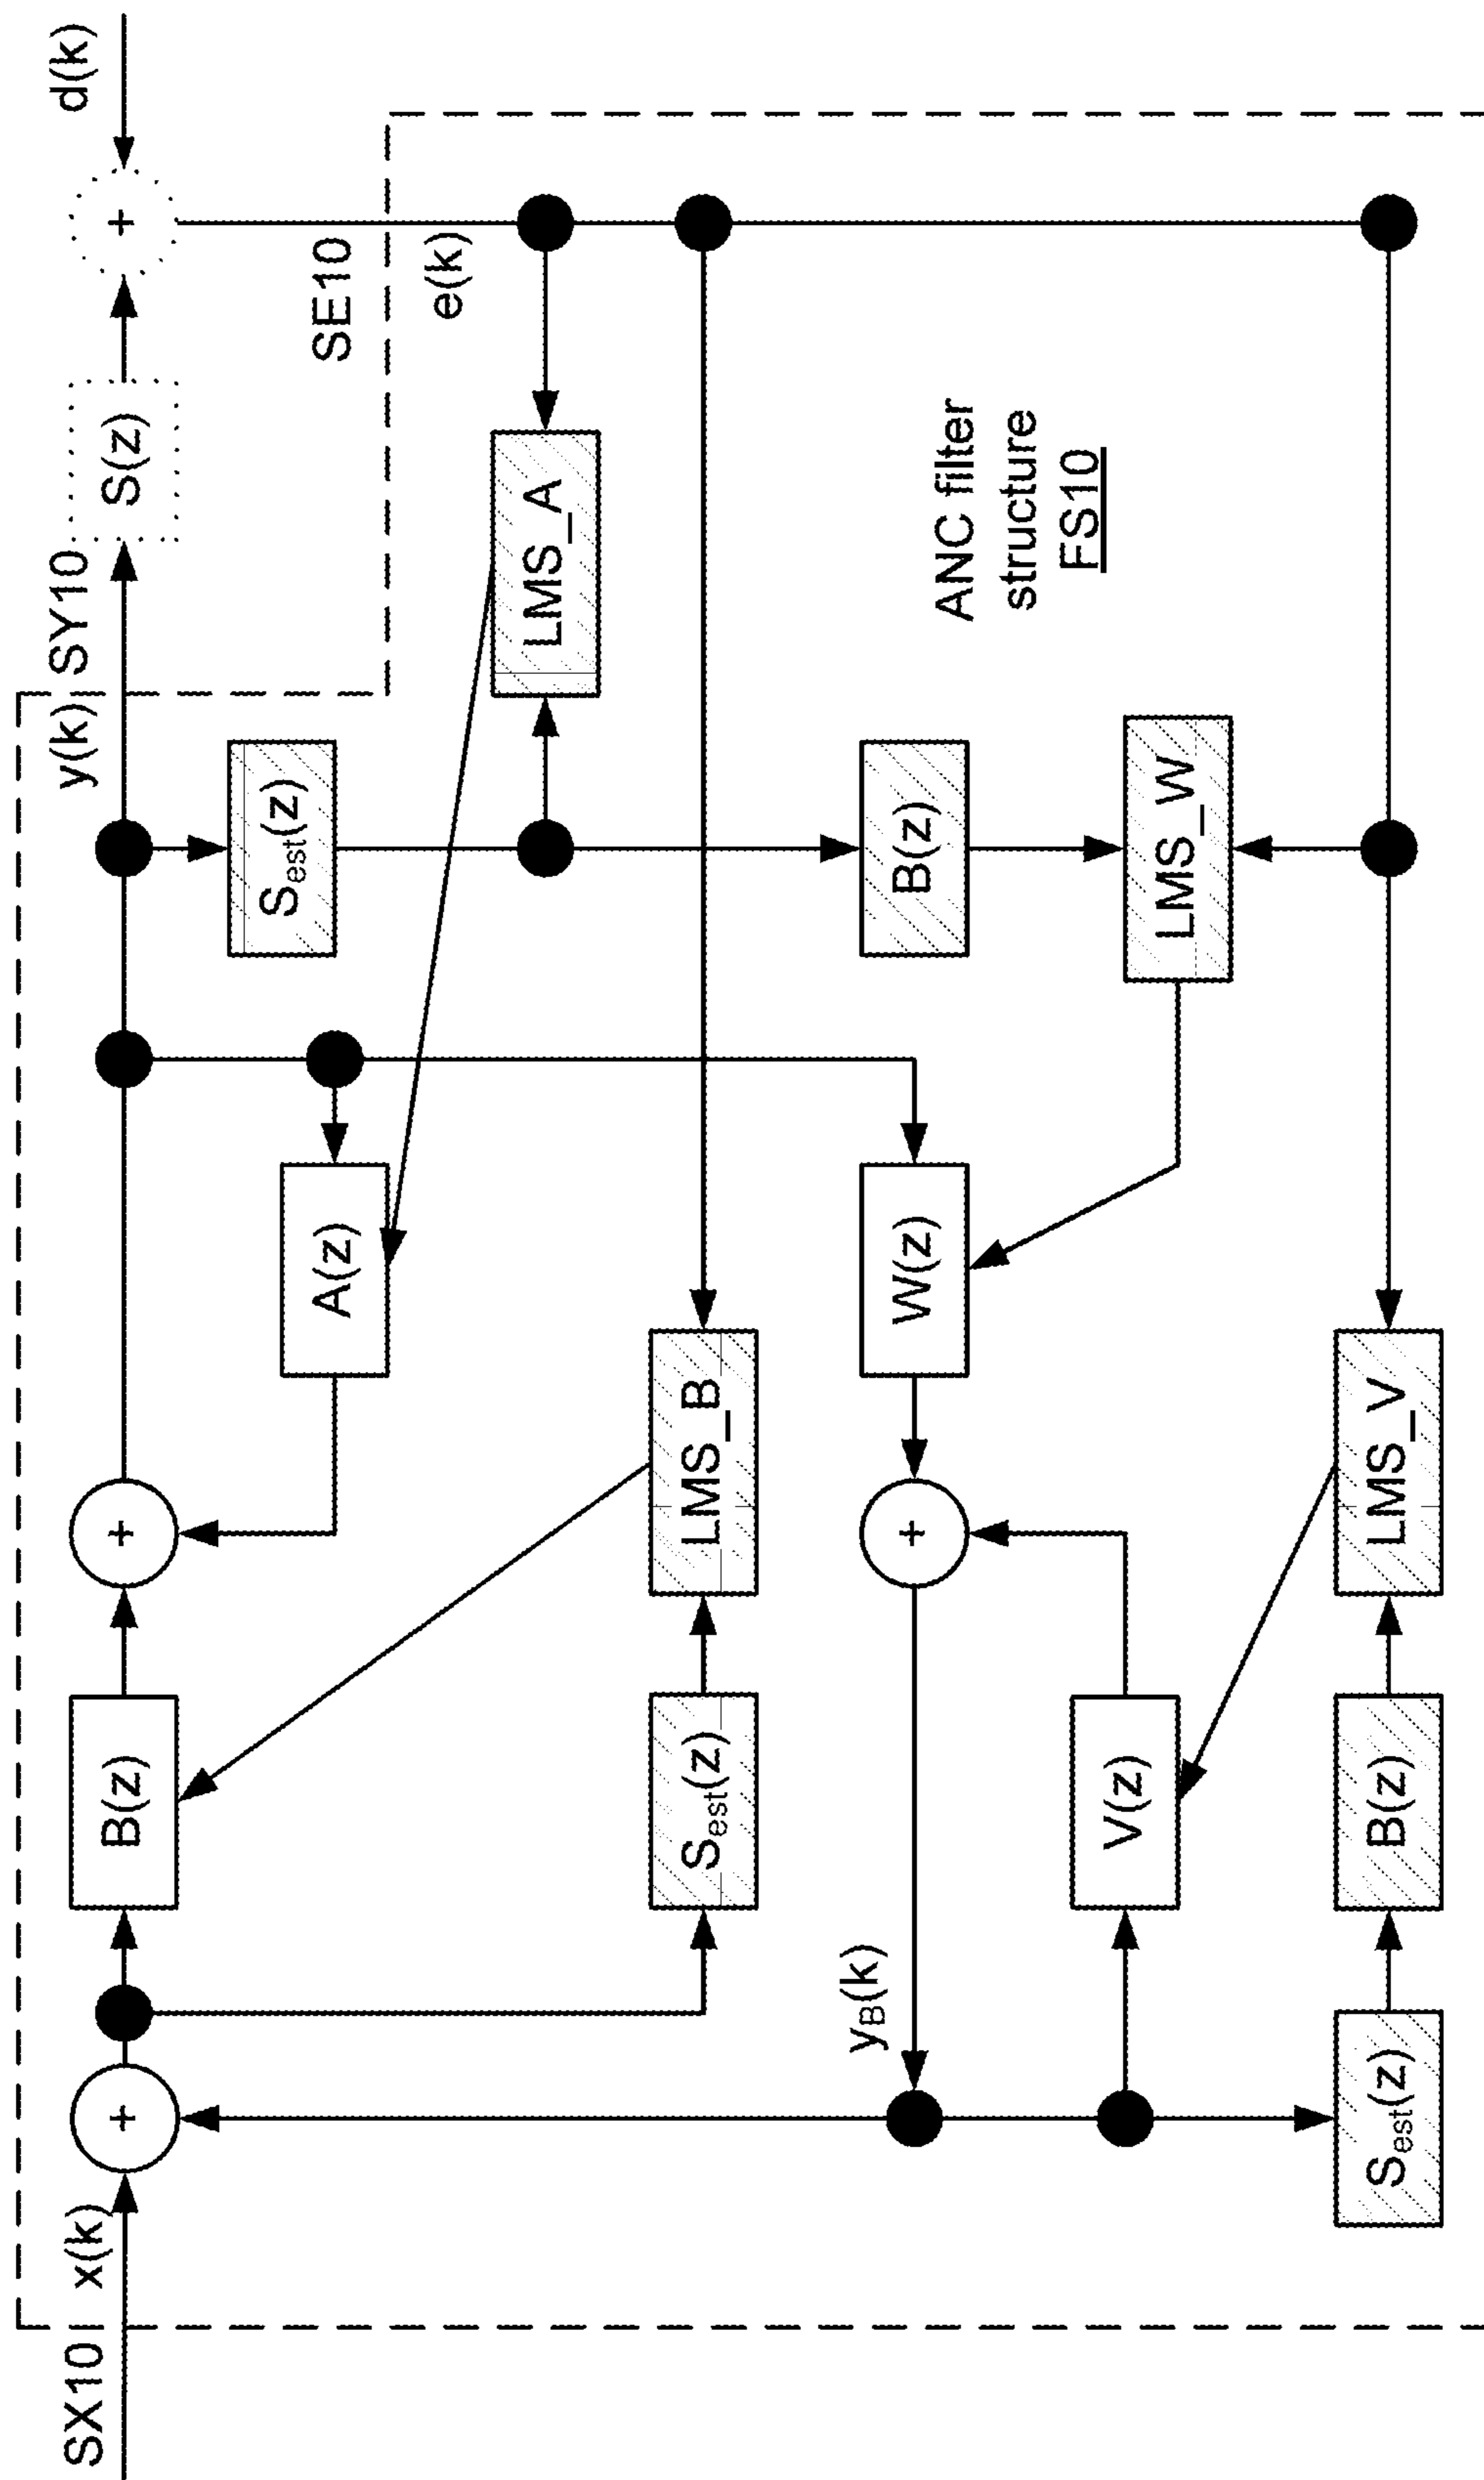 SX10
x(k)
+
B(z)
+
y(k)
SY10
S(z)
+
d(k)
S_est(z)
SE10
A(z)
e(k)
LMS_A
S_est(z)
LMS_B
y_B(k)
+
W(z)
B(z)
ANC filter
structure
FS10
V(z)
LMS_W
S_est(z)
B(z)
LMS_V